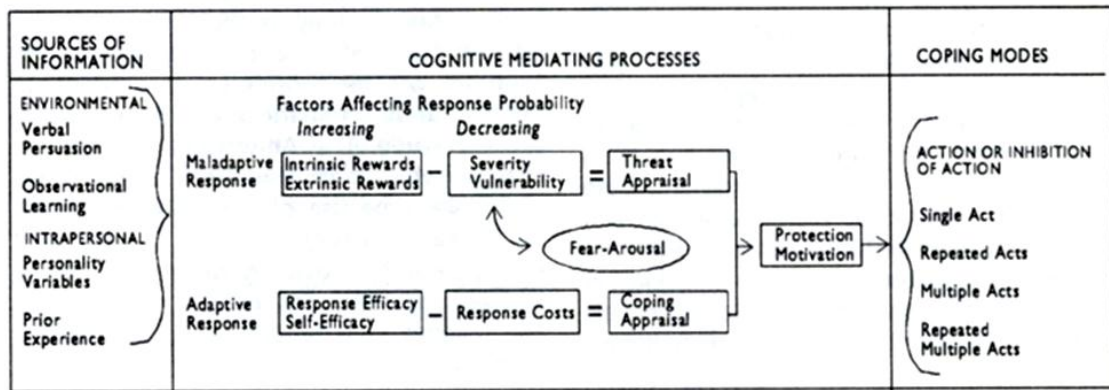 SOURCES OF
INFORMATION
COGNITIVE MEDIATING PROCESSES
COPING MODES
ENVIRONMENTAL
Verbal
Persuasion
Observational
Learning
INTRAPERSONAL
Personality
Variables
Prior
Experience
Factors Affecting Response Probability
Increasing
Decreasing
Maladaptive
Response
Intrinsic Rewards
Extrinsic Rewards
–
Severity
Vulnerability
=
Threat
Appraisal
Fear-Arousal
Adaptive
Response
Response Efficacy
Self-Efficacy
–
Response Costs
=
Coping
Appraisal
Protection
Motivation
ACTION OR INHIBITION
OF ACTION
Single Act
Repeated Acts
Multiple Acts
Repeated
Multiple Acts